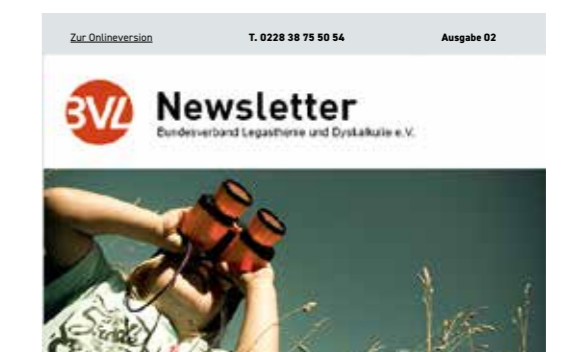 Zur Onlineversion
T. 0228 38 75 50 54
Ausgabe 02
BVL
Newsletter
Bundesverband Legasthenie und Dyskalkulie e.V.